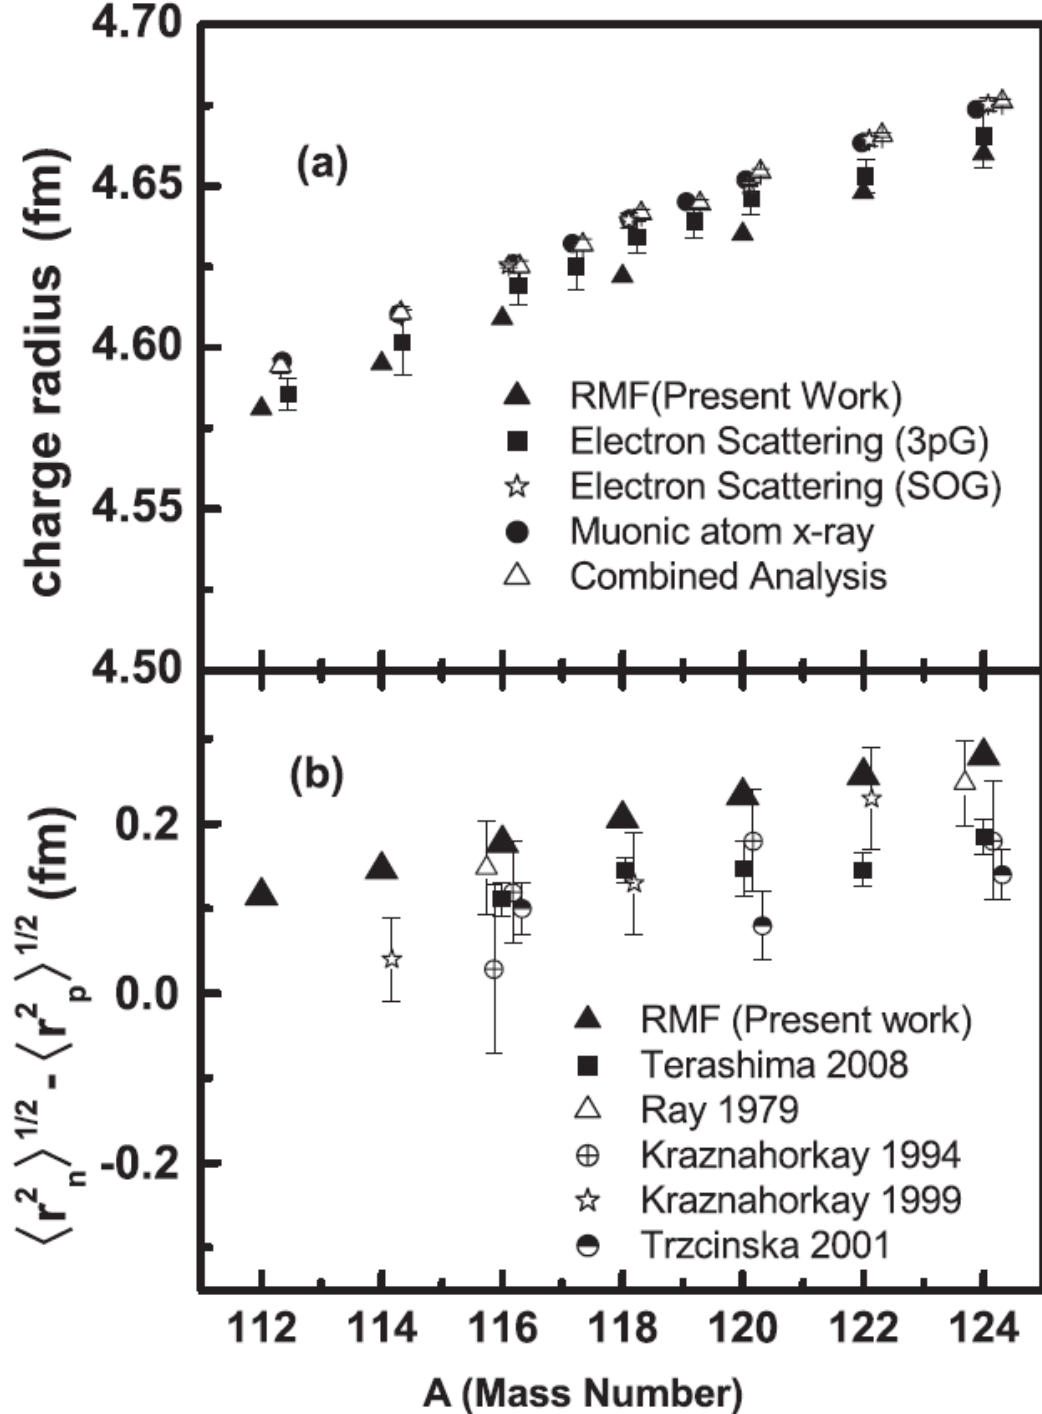 4.70
4.65
4.60
4.55
4.50
charge radius (fm)
(a)
RMF(Present Work)
Electron Scattering (3pG)
Electron Scattering (SOG)
Muonic atom x-ray
Combined Analysis
(b)
0.2
0.0
-0.2
⟨r²ₙ⟩^1/2 - ⟨r²ₚ⟩^1/2 (fm)
RMF (Present work)
Terashima 2008
Ray 1979
Kraznahorkay 1994
Kraznahorkay 1999
Trzcinska 2001
112 114 116 118 120 122 124
A (Mass Number)